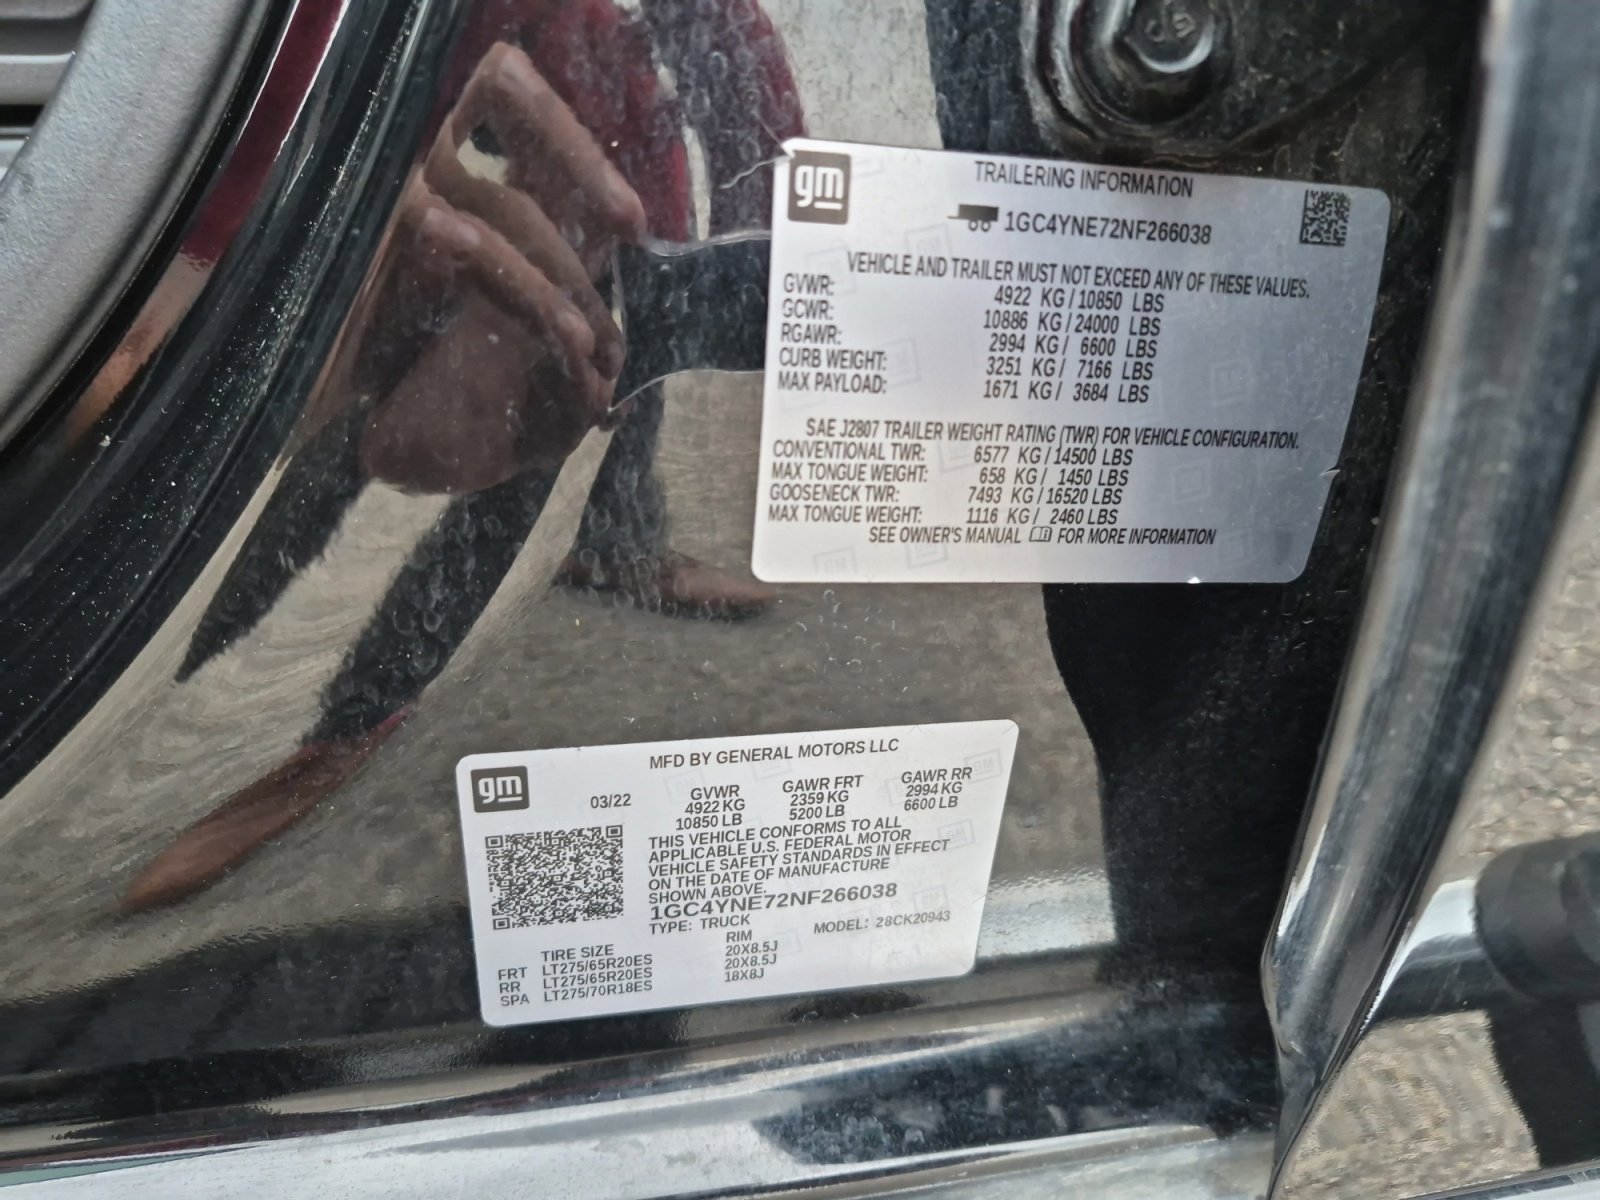 gm
TRAILERING INFORMATION
1GC4YNE72NF266038
VEHICLE AND TRAILER MUST NOT EXCEED ANY OF THESE VALUES.
GVWR: 4922 KG / 10850 LBS
GCWR: 10886 KG / 24000 LBS
RGAWR: 2994 KG / 6600 LBS
CURB WEIGHT: 3251 KG / 7166 LBS
MAX PAYLOAD: 1671 KG / 3684 LBS
SAE J2807 TRAILER WEIGHT RATING (TWR) FOR VEHICLE CONFIGURATION.
CONVENTIONAL TWR: 6577 KG / 14500 LBS
MAX TONGUE WEIGHT: 658 KG / 1450 LBS
GOOSENECK TWR: 7493 KG / 16520 LBS
MAX TONGUE WEIGHT: 1116 KG / 2460 LBS
SEE OWNER'S MANUAL FOR MORE INFORMATION
gm
MFD BY GENERAL MOTORS LLC
03/22
GVWR GAWR FRT GAWR RR
4922 KG 2359 KG 2994 KG
10850 LB 5200 LB 6600 LB
THIS VEHICLE CONFORMS TO ALL
APPLICABLE U.S. FEDERAL MOTOR
VEHICLE SAFETY STANDARDS IN EFFECT
ON THE DATE OF MANUFACTURE
SHOWN ABOVE.
1GC4YNE72NF266038
TYPE: TRUCK MODEL: 28CK20943
TIRE SIZE RIM
FRT LT275/65R20ES 20X8.5J
RR LT275/65R20ES 20X8.5J
SPA LT275/70R18ES 18X8J